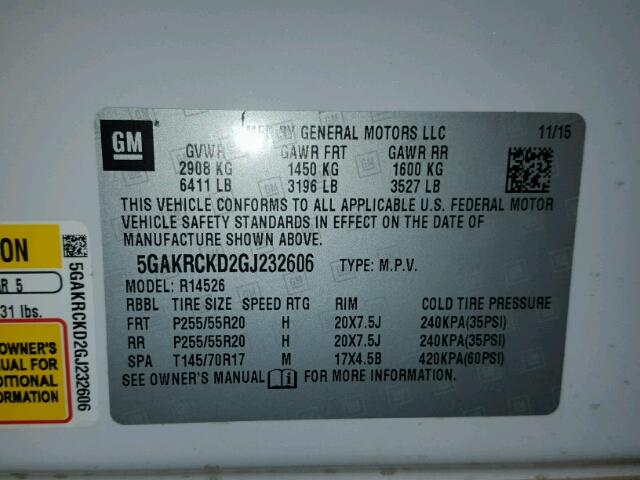 GM
MFD BY GENERAL MOTORS LLC 11/15
GVWR GAWR FRT GAWR RR
2908 KG 1450 KG 1600 KG
6411 LB 3196 LB 3527 LB
THIS VEHICLE CONFORMS TO ALL APPLICABLE U.S. FEDERAL MOTOR
VEHICLE SAFETY STANDARDS IN EFFECT ON THE DATE OF
MANUFACTURE SHOWN ABOVE.
5GAKRCKD2GJ232606 TYPE: M.P.V.
MODEL: R14526
RBBL TIRE SIZE SPEED RTG RIM COLD TIRE PRESSURE
FRT P255/55R20 H 20X7.5J 240KPA(35PSI)
RR P255/55R20 H 20X7.5J 240KPA(35PSI)
SPA T145/70R17 M 17X4.5B 420KPA(60PSI)
SEE OWNER'S MANUAL FOR MORE INFORMATION.
ON
AR 5
31 lbs.
OWNER'S
NUAL FOR
DITIONAL
ORMATION
5GAKRCKD2GJ232606